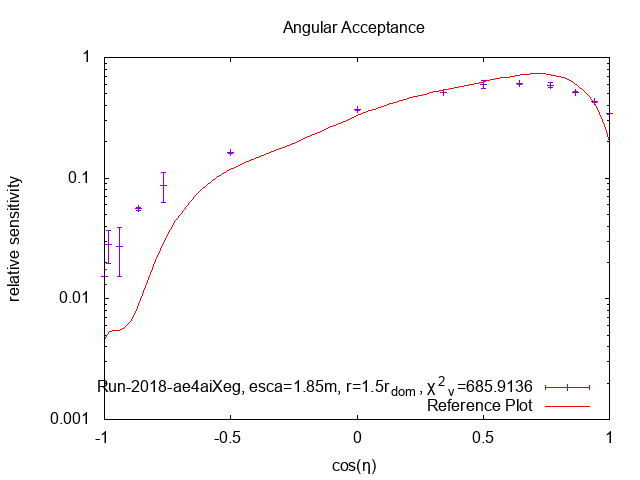 Angular Acceptance
relative sensitivity
1
0.1
0.01
0.001
Run-2018-ae4aiXeg, esca=1.85m, r=1.5r_dom, χ²_ν=685.9136
Reference Plot
-1 -0.5 0 0.5 1
cos(η)